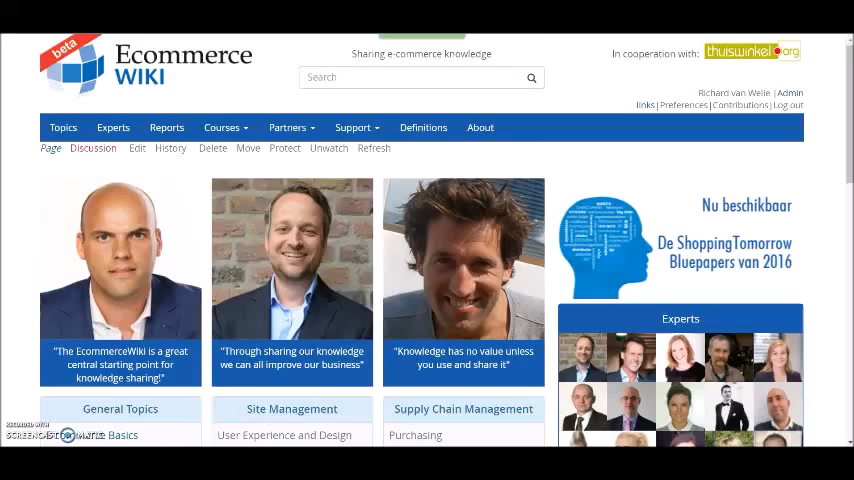 beta
Ecommerce
WIKI
Sharing e-commerce knowledge
Search
In cooperation with: thuiswinkel.org
Richard van Welie |Admin
links|Preferences|Contributions|Log out
Topics Experts Reports Courses Partners Support Definitions About
Page Discussion Edit History Delete Move Protect Unwatch Refresh
Nu beschikbaar
De ShoppingTomorrow
Bluepapers van 2016
Experts
"The EcommerceWiki is a great
central starting point for
knowledge sharing!"
"Through sharing our knowledge
we can all improve our business"
"Knowledge has no value unless
you use and share it"
General Topics
Site Management
Supply Chain Management
Basics
User Experience and Design
Purchasing
RECORDED WITH